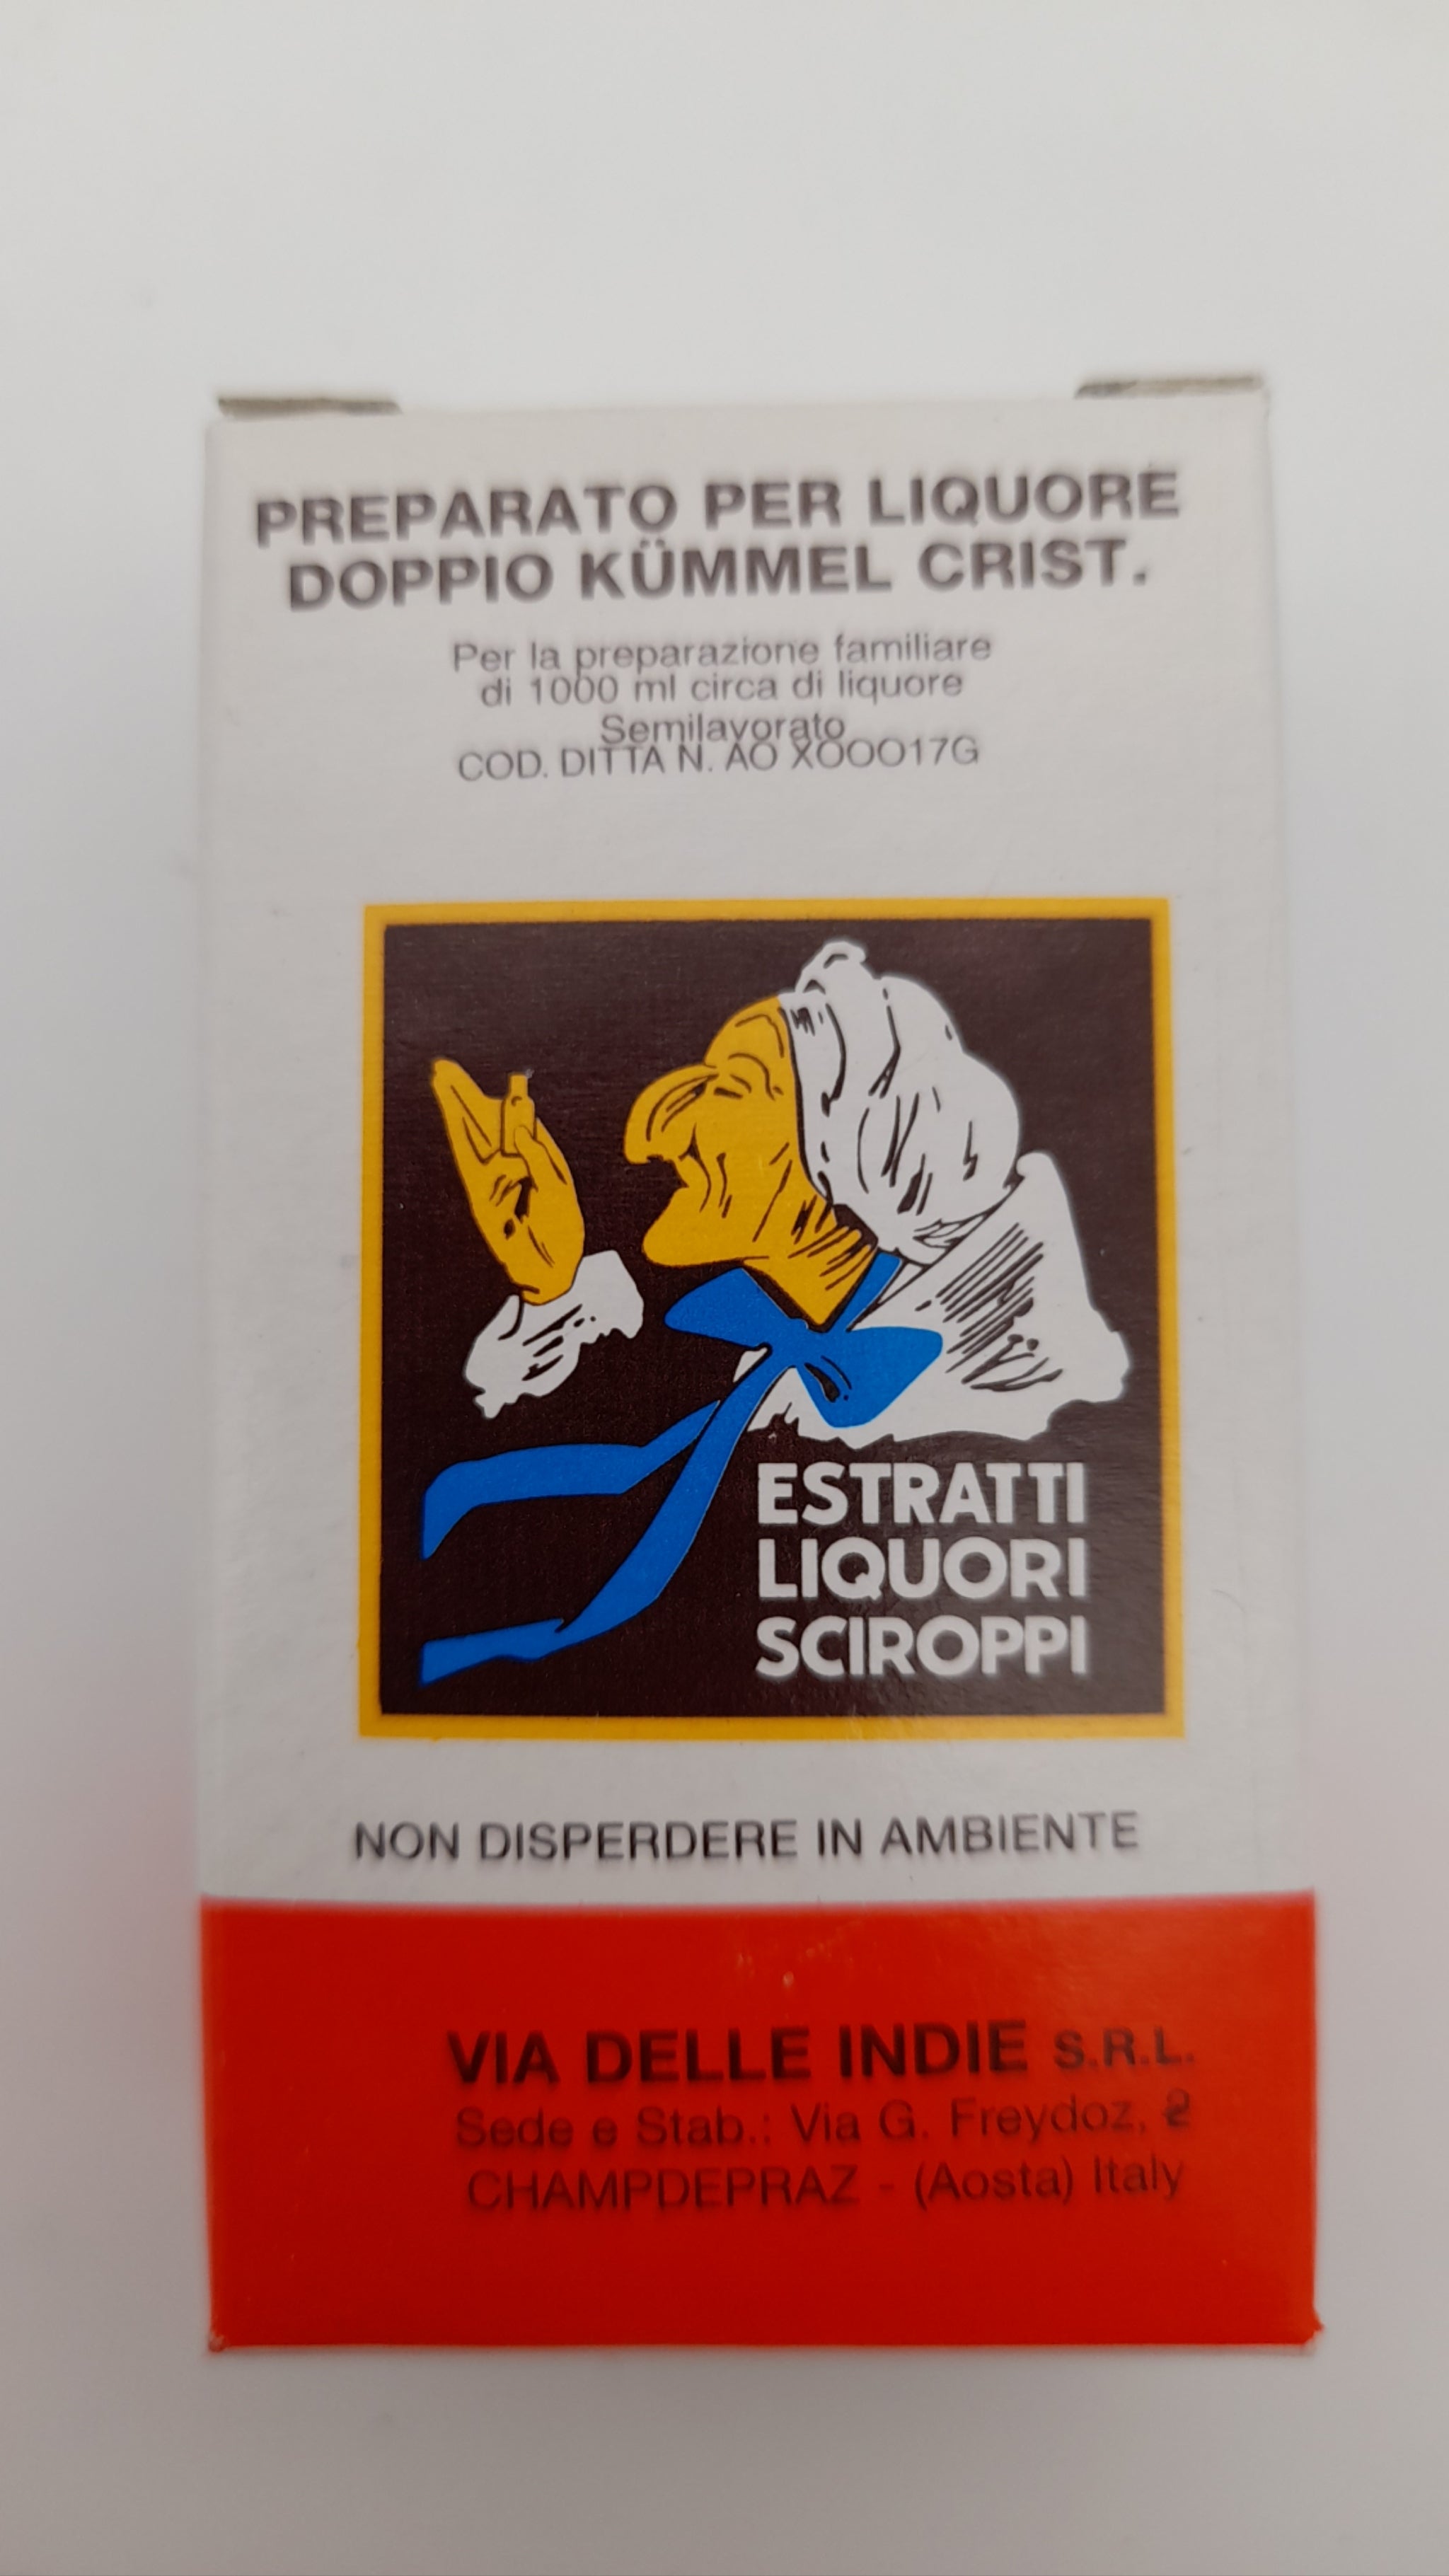 PREPARATO PER LIQUORE
DOPPIO KÜMMEL CRIST.
Per la preparazione familiare
di 1000 ml circa di liquore
Semilavorato
COD. DITTA N. AO XOOO17G
ESTRATTI
LIQUORI
SCIROPPI
NON DISPERDERE IN AMBIENTE
VIA DELLE INDIE S.R.L.
Sede e Stab.: Via G. Freydoz, 2
CHAMPDEPRAZ - (Aosta) Italy